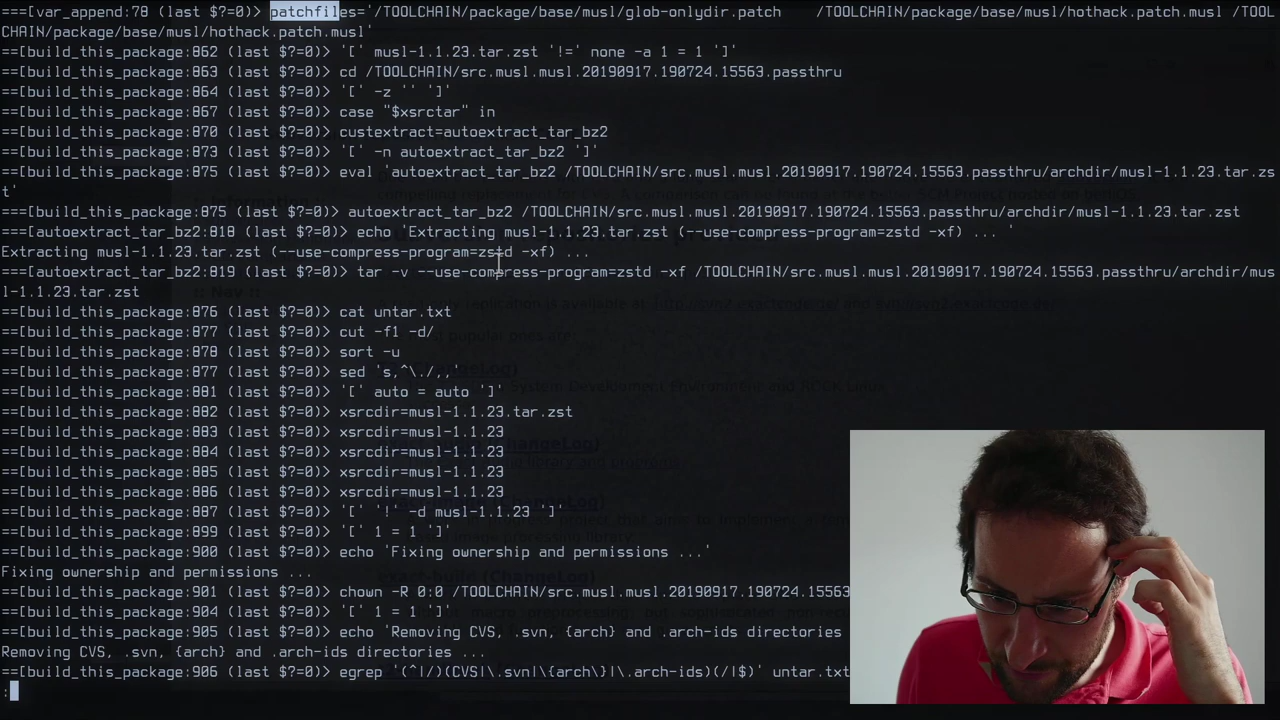 ===[var_append:78 (last $?=0)]> patchfiles='/TOOLCHAIN/package/base/musl/glob-onlydir.patch    /TOOLCHAIN/package/base/musl/hothack.patch.musl /TOOL
CHAIN/package/base/musl/hothack.patch.musl'
==[build_this_package:862 (last $?=0)]> '[' musl-1.1.23.tar.zst '!=' none -a 1 = 1 ']'
==[build_this_package:863 (last $?=0)]> cd /TOOLCHAIN/src.musl.musl.20190917.190724.15563.passthru
==[build_this_package:864 (last $?=0)]> '[' -z '' ']'
==[build_this_package:867 (last $?=0)]> case "$xsrctar" in
==[build_this_package:870 (last $?=0)]> custextract=autoextract_tar_bz2
==[build_this_package:873 (last $?=0)]> '[' -n autoextract_tar_bz2 ']'
==[build_this_package:875 (last $?=0)]> eval 'autoextract_tar_bz2 /TOOLCHAIN/src.musl.musl.20190917.190724.15563.passthru/archdir/musl-1.1.23.tar.zs
t'
===[build_this_package:875 (last $?=0)]> autoextract_tar_bz2 /TOOLCHAIN/src.musl.musl.20190917.190724.15563.passthru/archdir/musl-1.1.23.tar.zst
===[autoextract_tar_bz2:818 (last $?=0)]> echo 'Extracting musl-1.1.23.tar.zst (--use-compress-program=zstd -xf) ... '
Extracting musl-1.1.23.tar.zst (--use-compress-program=zstd -xf) ...
===[autoextract_tar_bz2:819 (last $?=0)]> tar -v --use-compress-program=zstd -xf /TOOLCHAIN/src.musl.musl.20190917.190724.15563.passthru/archdir/mus
l-1.1.23.tar.zst
==[build_this_package:876 (last $?=0)]> cat untar.txt
==[build_this_package:877 (last $?=0)]> cut -f1 -d/
==[build_this_package:878 (last $?=0)]> sort -u
==[build_this_package:877 (last $?=0)]> sed 's,^\./,,'
==[build_this_package:881 (last $?=0)]> '[' auto = auto ']'
==[build_this_package:882 (last $?=0)]> xsrcdir=musl-1.1.23.tar.zst
==[build_this_package:883 (last $?=0)]> xsrcdir=musl-1.1.23
==[build_this_package:884 (last $?=0)]> xsrcdir=musl-1.1.23
==[build_this_package:885 (last $?=0)]> xsrcdir=musl-1.1.23
==[build_this_package:886 (last $?=0)]> xsrcdir=musl-1.1.23
==[build_this_package:887 (last $?=0)]> '[' '!' -d musl-1.1.23 ']'
==[build_this_package:899 (last $?=0)]> '[' 1 = 1 ']'
==[build_this_package:900 (last $?=0)]> echo 'Fixing ownership and permissions ...'
Fixing ownership and permissions ...
==[build_this_package:901 (last $?=0)]> chown -R 0:0 /TOOLCHAIN/src.musl.musl.20190917.190724.15563
==[build_this_package:904 (last $?=0)]> '[' 1 = 1 ']'
==[build_this_package:905 (last $?=0)]> echo 'Removing CVS, .svn, {arch} and .arch-ids directories
Removing CVS, .svn, {arch} and .arch-ids directories ...
==[build_this_package:906 (last $?=0)]> egrep '(^|/)(CVS|\.svn|\{arch\}|\.arch-ids)(/|$)' untar.txt
: